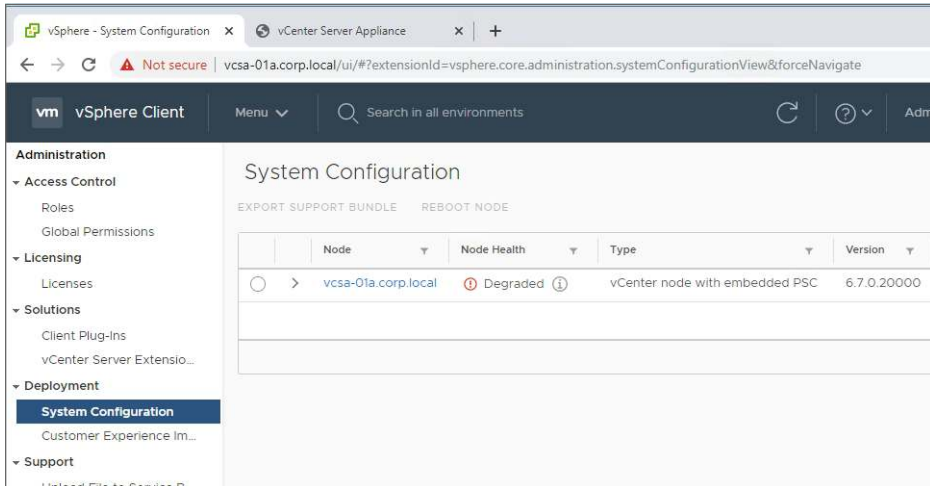 vSphere - System Configuration
vCenter Server Appliance
Not secure | vcsa-01a.corp.local/ui/#?extensionId=vsphere.core.administration.systemConfigurationView&forceNavigate
vm vSphere Client Menu Search in all environments
Administration
Access Control
Roles
Global Permissions
Licensing
Licenses
Solutions
Client Plug-Ins
vCenter Server Extensio...
Deployment
System Configuration
Customer Experience Im...
Support
System Configuration
EXPORT SUPPORT BUNDLE REBOOT NODE
Node Node Health Type Version
vcsa-01a.corp.local Degraded vCenter node with embedded PSC 6.7.0.20000